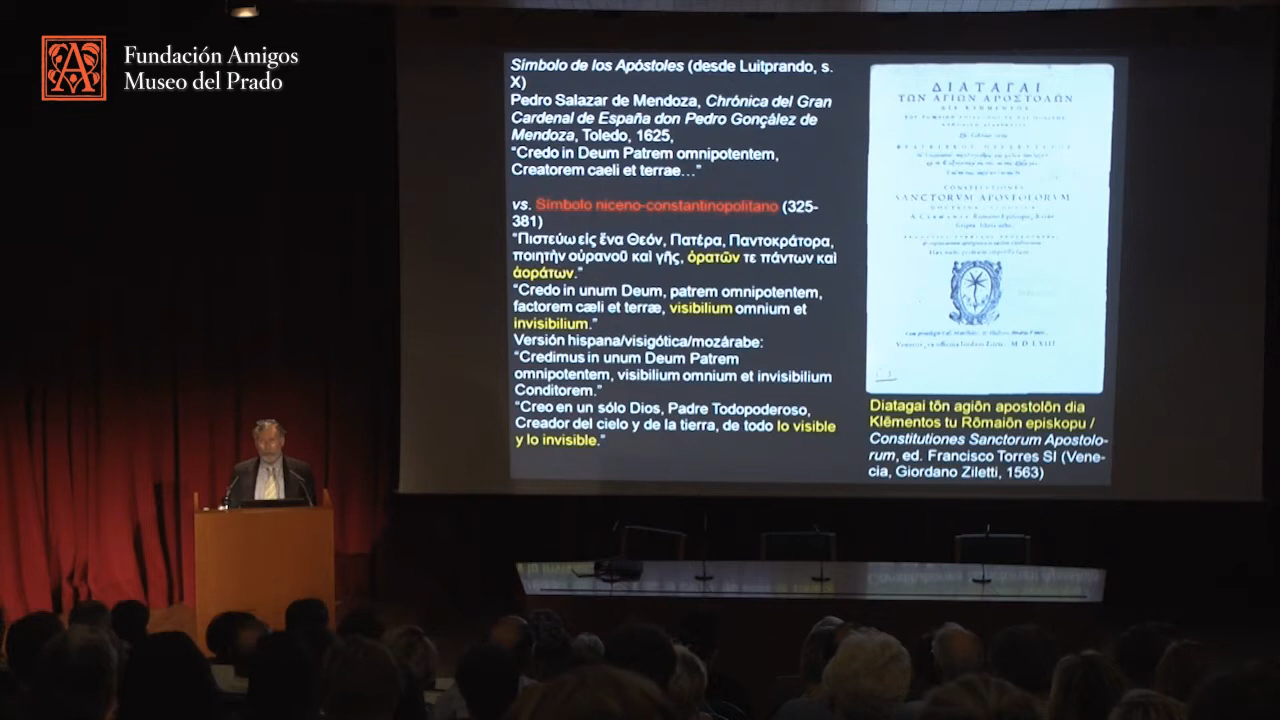 Fundación Amigos
Museo del Prado
Símbolo de los Apóstoles (desde Luitprando, s.
X)
Pedro Salazar de Mendoza, Chrónica del Gran
Cardenal de España don Pedro Gonçález de
Mendoza, Toledo, 1625,
“Credo in Deum Patrem omnipotentem,
Creatorem caeli et terrae…”
vs. Símbolo niceno-constantinopolitano (325-
381)
“Πιστεύω εἰς ἕνα Θεόν, Πατέρα, Παντοκράτορα,
ποιητὴν οὐρανοῦ καὶ γῆς, ὁρατῶν τε πάντων καὶ
ἀοράτων.”
“Credo in unum Deum, patrem omnipotentem,
factorem cæli et terræ, visibilium omnium et
invisibilium.”
Versión hispana/visigótica/mozárabe:
“Credimus in unum Deum Patrem
omnipotentem, visibilium omnium et invisibilium
Conditorem.”
“Creo en un sólo Dios, Padre Todopoderoso,
Creador del cielo y de la tierra, de todo lo visible
y lo invisible.”
ΔΙΑΤΑΓΑΙ
ΤΩΝ ΑΓΙΩΝ ΑΠΟΣΤΟΛΩΝ
CONSTITUTIONES
SANCTORVM APOSTOLORVM
Diatagai tōn agiōn apostolōn dia
Klēmentos tu Rōmaiōn episkopu /
Constitutiones Sanctorum Apostolo-
rum, ed. Francisco Torres SI (Vene-
cia, Giordano Ziletti, 1563)